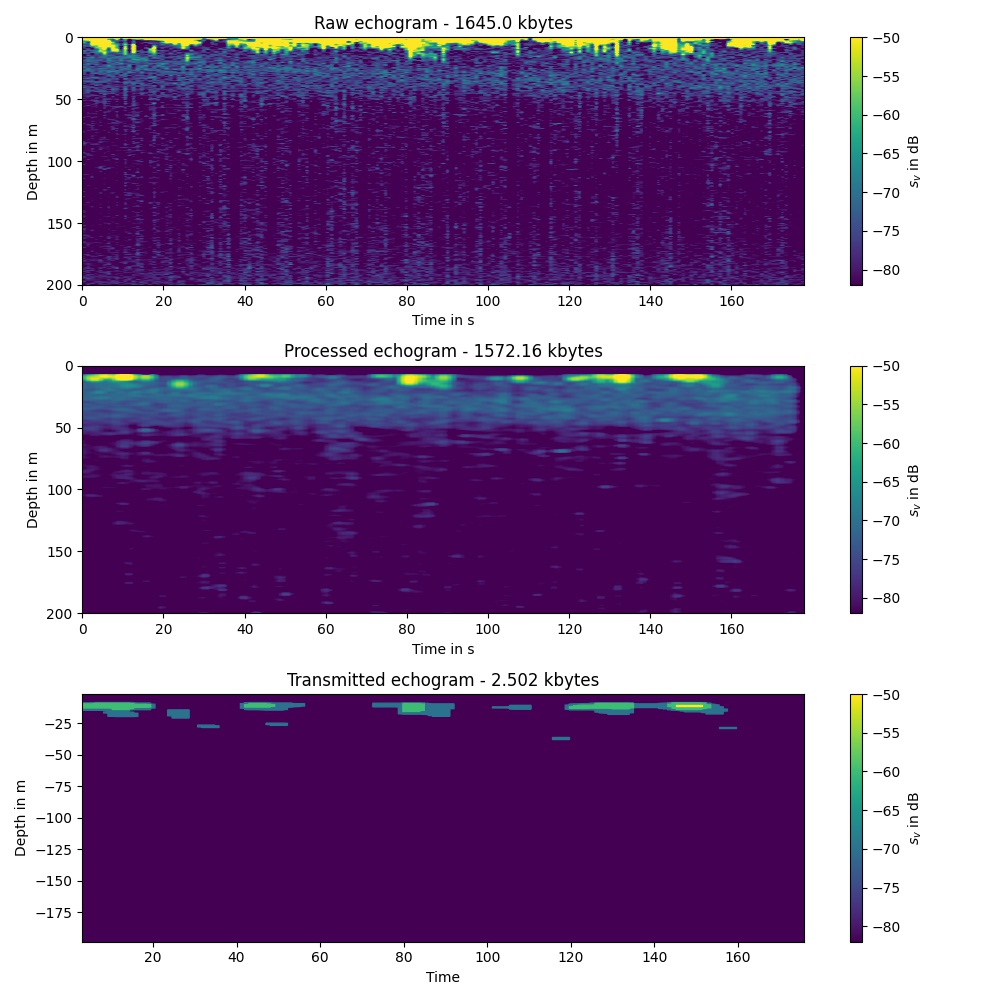 Raw echogram - 1645.0 kbytes
0
50
100
150
200
Depth in m
0 20 40 60 80 100 120 140 160
Time in s
−50
−55
−60
−65
−70
−75
−80
sᵥ in dB
Processed echogram - 1572.16 kbytes
0
50
100
150
200
Depth in m
0 20 40 60 80 100 120 140 160
Time in s
−50
−55
−60
−65
−70
−75
−80
sᵥ in dB
Transmitted echogram - 2.502 kbytes
−25
−50
−75
−100
−125
−150
−175
Depth in m
20 40 60 80 100 120 140 160
Time
−50
−55
−60
−65
−70
−75
−80
sᵥ in dB